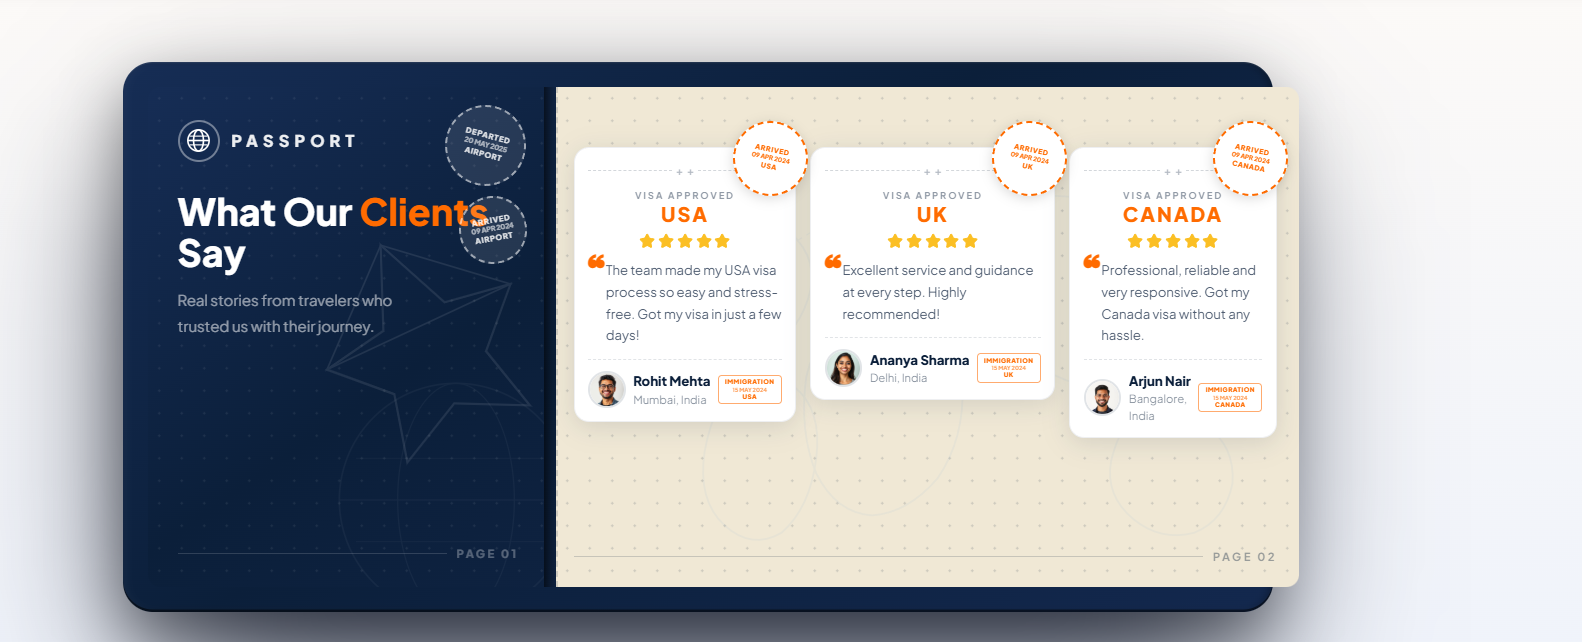 PASSPORT
DEPARTED
20 MAY 2025
AIRPORT
What Our Clients
Say
ARRIVED
09 APR 2024
AIRPORT
Real stories from travelers who
trusted us with their journey.
PAGE 01
ARRIVED
09 APR 2024
USA
VISA APPROVED
USA
❝The team made my USA visa
process so easy and stress-
free. Got my visa in just a few
days!
Rohit Mehta
Mumbai, India
IMMIGRATION
15 MAY 2024
USA
ARRIVED
09 APR 2024
UK
VISA APPROVED
UK
❝Excellent service and guidance
at every step. Highly
recommended!
Ananya Sharma
Delhi, India
IMMIGRATION
15 MAY 2024
UK
ARRIVED
09 APR 2024
CANADA
VISA APPROVED
CANADA
❝Professional, reliable and
very responsive. Got my
Canada visa without any
hassle.
Arjun Nair
Bangalore,
India
IMMIGRATION
15 MAY 2024
CANADA
PAGE 02